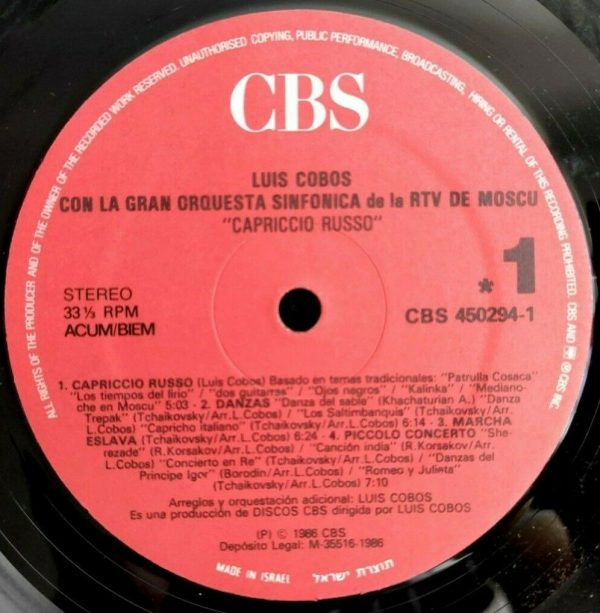 ALL RIGHTS OF THE PRODUCER AND OF THE OWNER OF THE RECORDED WORK RESERVED. UNAUTHORISED COPYING, PUBLIC PERFORMANCE, BROADCASTING, HIRING OR RENTAL OF THIS RECORDING PROHIBITED. CBS AND
℗ CBS INC.
CBS
LUIS COBOS
CON LA GRAN ORQUESTA SINFONICA de la RTV DE MOSCU
"CAPRICCIO RUSSO"
*1
STEREO
33⅓ RPM
ACUM/BIEM
CBS 450294-1
1. CAPRICCIO RUSSO (Luis Cobos) Basado en temas tradicionales: "Patrulla Cosaca"
"Los tiempos del lirio" / "dos guitarras" / "Ojos negros" / "Kalinka" / "Mediano-
che en Moscu" 5:03 - 2. DANZAS "Danza del sable" (Khachaturian A.) "Danza
Trepak" (Tchaikovsky/Arr.L.Cobos) / "Los Saltimbanquis" (Tchaikovsky/Arr.
L.Cobos) "Capricho italiano" (Tchaikovsky/Arr.L.Cobos) 6:14 - 3. MARCHA
ESLAVA (Tchaikovsky/Arr.L.Cobos) 6:24 - 4. PICCOLO CONCERTO "She-
rezade" (R.Korsakov/Arr.L.Cobos) / "Canción india" (R.Korsakov/Arr.
L.Cobos) "Concierto en Re" (Tchaikovsky/Arr.L.Cobos) / "Danzas del
Principe Igor" (Borodin/Arr.L.Cobos) / "Romeo y Julieta"
(Tchaikovsky/Arr.L.Cobos) 7:10
Arreglos y orquestación adicional: LUIS COBOS
Es una producción de DISCOS CBS dirigida por LUIS COBOS
(P) © 1986 CBS
Depósito Legal: M-35516-1986
MADE IN ISRAEL תוצרת ישראל